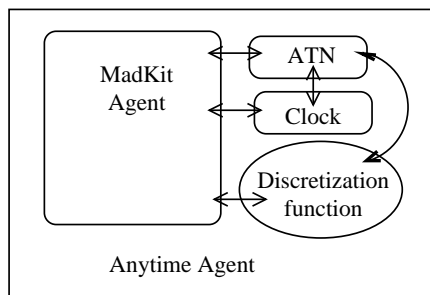 MadKit
Agent
ATN
Clock
Discretization
function
Anytime Agent